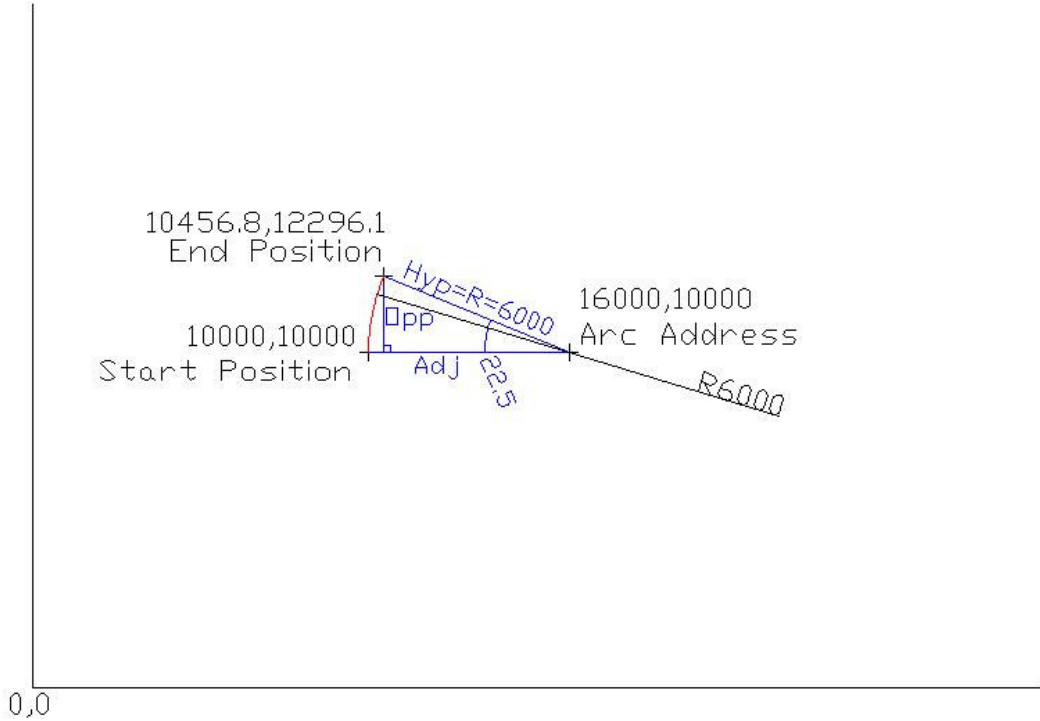 10456.8,12296.1
End Position
Hyp=R=6000
16000,10000
Arc Address
10000,10000
Start Position
Opp
Adj
22.5
R6000
0,0